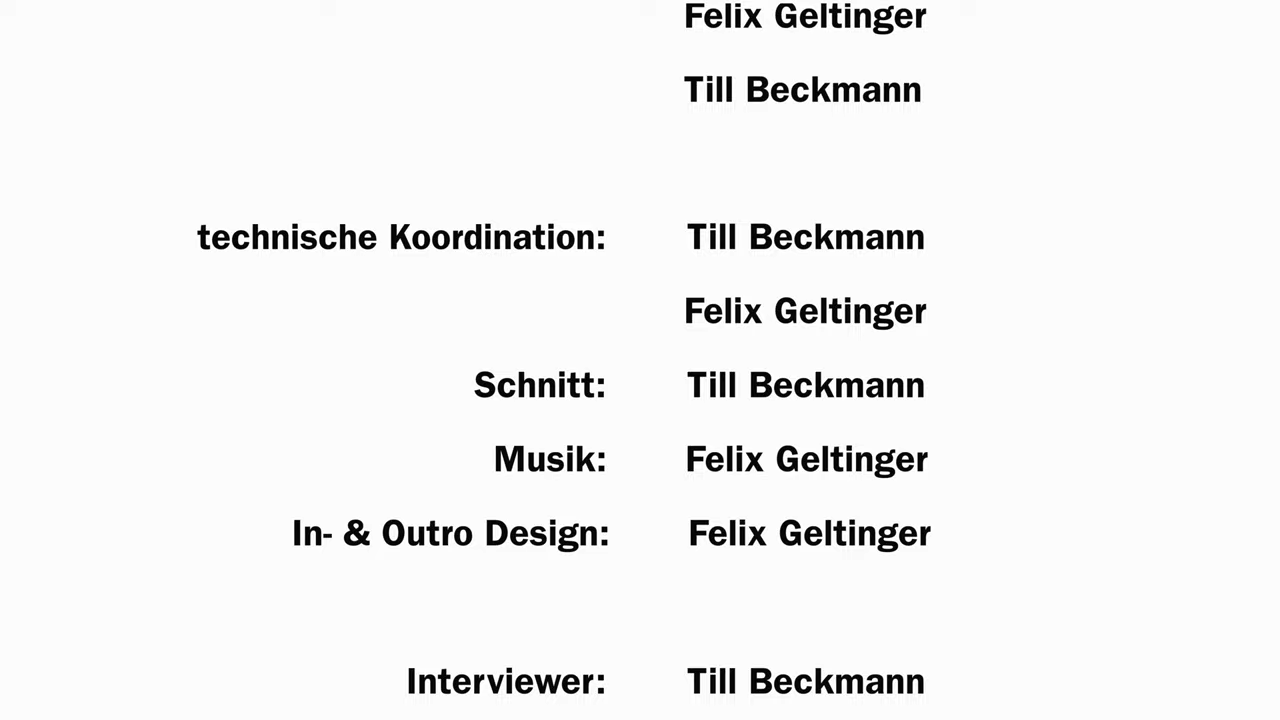 Felix Geltinger
Till Beckmann
technische Koordination: Till Beckmann
Felix Geltinger
Schnitt: Till Beckmann
Musik: Felix Geltinger
In- & Outro Design: Felix Geltinger
Interviewer: Till Beckmann